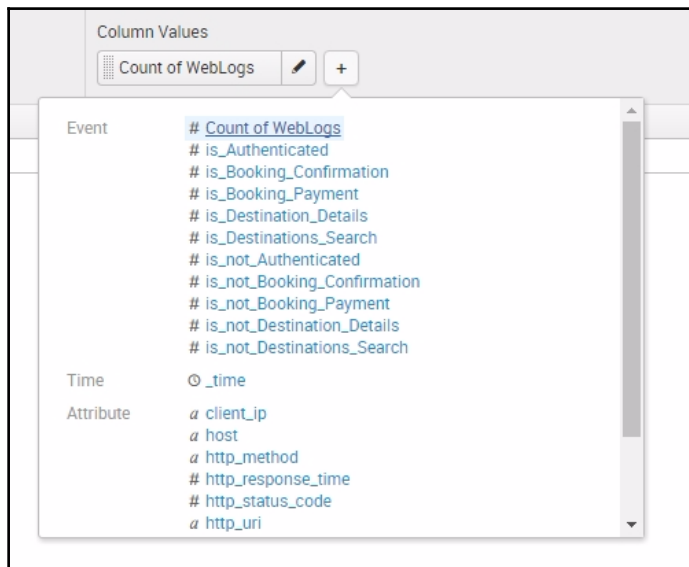 Column Values
Count of WebLogs +
Event # Count of WebLogs
# is_Authenticated
# is_Booking_Confirmation
# is_Booking_Payment
# is_Destination_Details
# is_Destinations_Search
# is_not_Authenticated
# is_not_Booking_Confirmation
# is_not_Booking_Payment
# is_not_Destination_Details
# is_not_Destinations_Search
Time _time
Attribute a client_ip
a host
a http_method
# http_response_time
# http_status_code
a http_uri